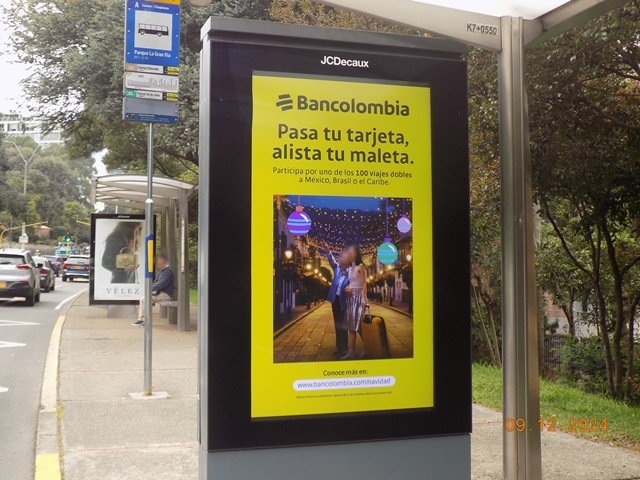 K7+0550
A
Parque La Gran Vía
JCDecaux
Bancolombia
Pasa tu tarjeta,
alista tu maleta.
Participa por uno de los 100 viajes dobles
a México, Brasil o el Caribe.
VÉLEZ
Conoce más en:
www.bancolombia.com/navidad
09.12.2024